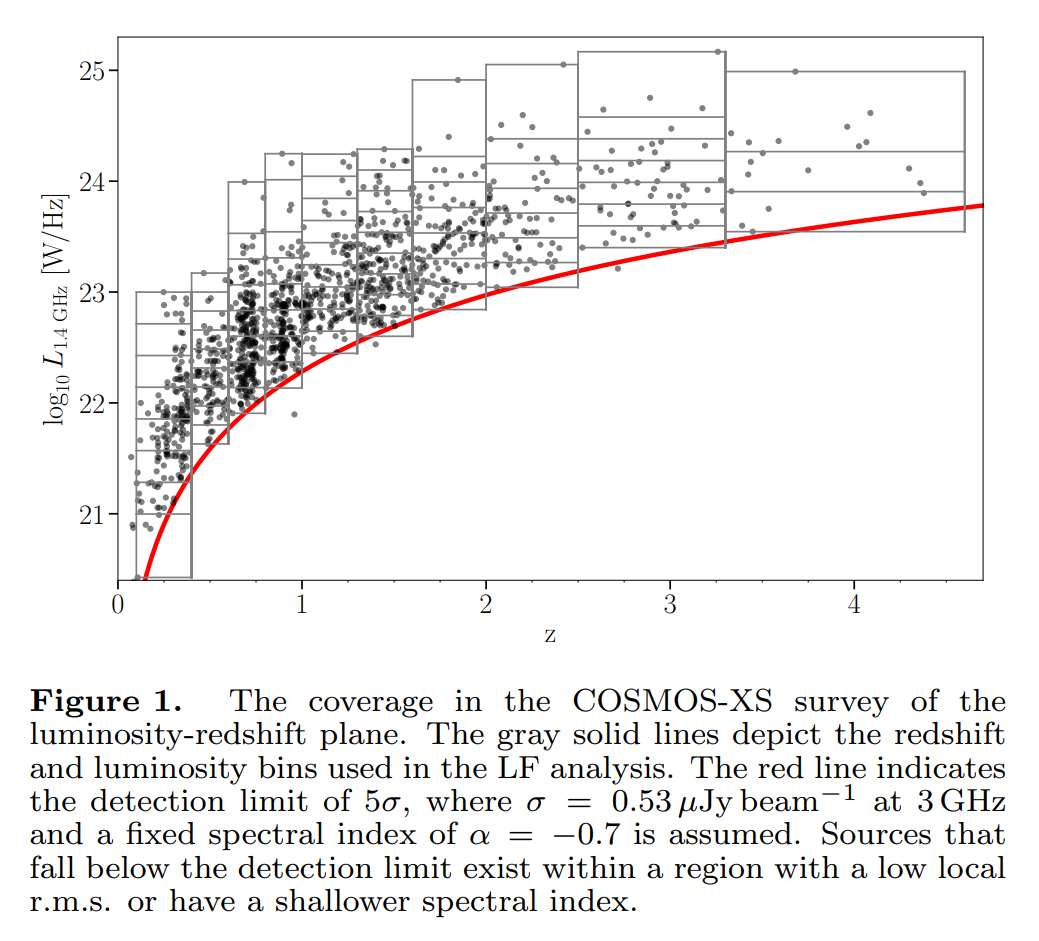 25
24
23
22
21
log10 L1.4 GHz [W/Hz]
0 1 2 3 4
z
Figure 1. The coverage in the COSMOS-XS survey of the
luminosity-redshift plane. The gray solid lines depict the redshift
and luminosity bins used in the LF analysis. The red line indicates
the detection limit of 5σ, where σ = 0.53 μJy beam⁻¹ at 3 GHz
and a fixed spectral index of α = −0.7 is assumed. Sources that
fall below the detection limit exist within a region with a low local
r.m.s. or have a shallower spectral index.